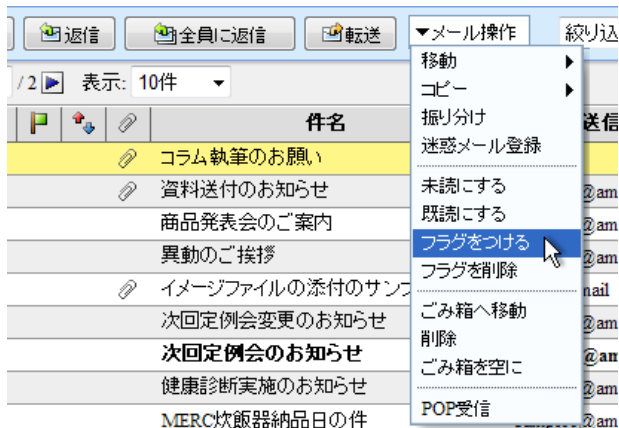 返信 全員に返信 転送 ▼メール操作 絞り込
/2 表示: 10件
件名 送信
移動
コピー
振り分け
迷惑メール登録
未読にする
既読にする
フラグをつける
フラグを削除
ごみ箱へ移動
削除
ごみ箱を空に
POP受信
コラム執筆のお願い
資料送付のお知らせ @am
商品発表会のご案内 @am
異動のご挨拶 @am
イメージファイルの添付のサンプ mail
次回定例会変更のお知らせ @am
次回定例会のお知らせ @am
健康診断実施のお知らせ @am
MERC炊飯器納品日の件 @am